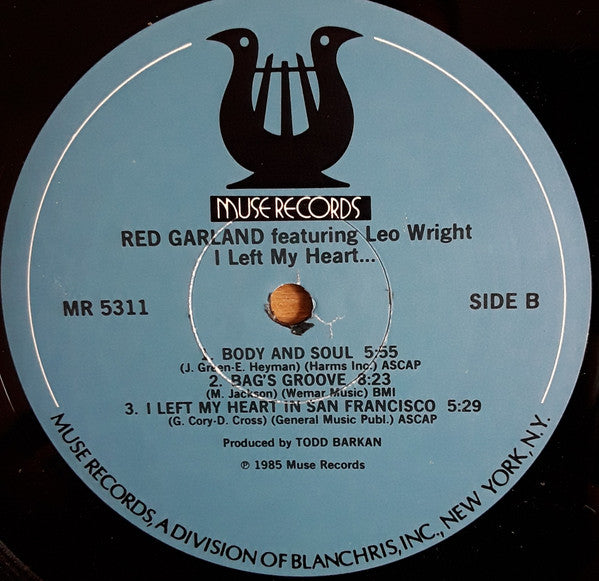 MUSE RECORDS
RED GARLAND featuring Leo Wright
I Left My Heart...
MR 5311
SIDE B
1. BODY AND SOUL 5:55
(J. Green-E. Heyman) (Harms Inc.) ASCAP
2. BAG'S GROOVE 8:23
(M. Jackson) (Wemar Music) BMI
3. I LEFT MY HEART IN SAN FRANCISCO 5:29
(G. Cory-D. Cross) (General Music Publ.) ASCAP
Produced by TODD BARKAN
℗ 1985 Muse Records
MUSE RECORDS, A DIVISION OF BLANCHRIS, INC., NEW YORK, N.Y.